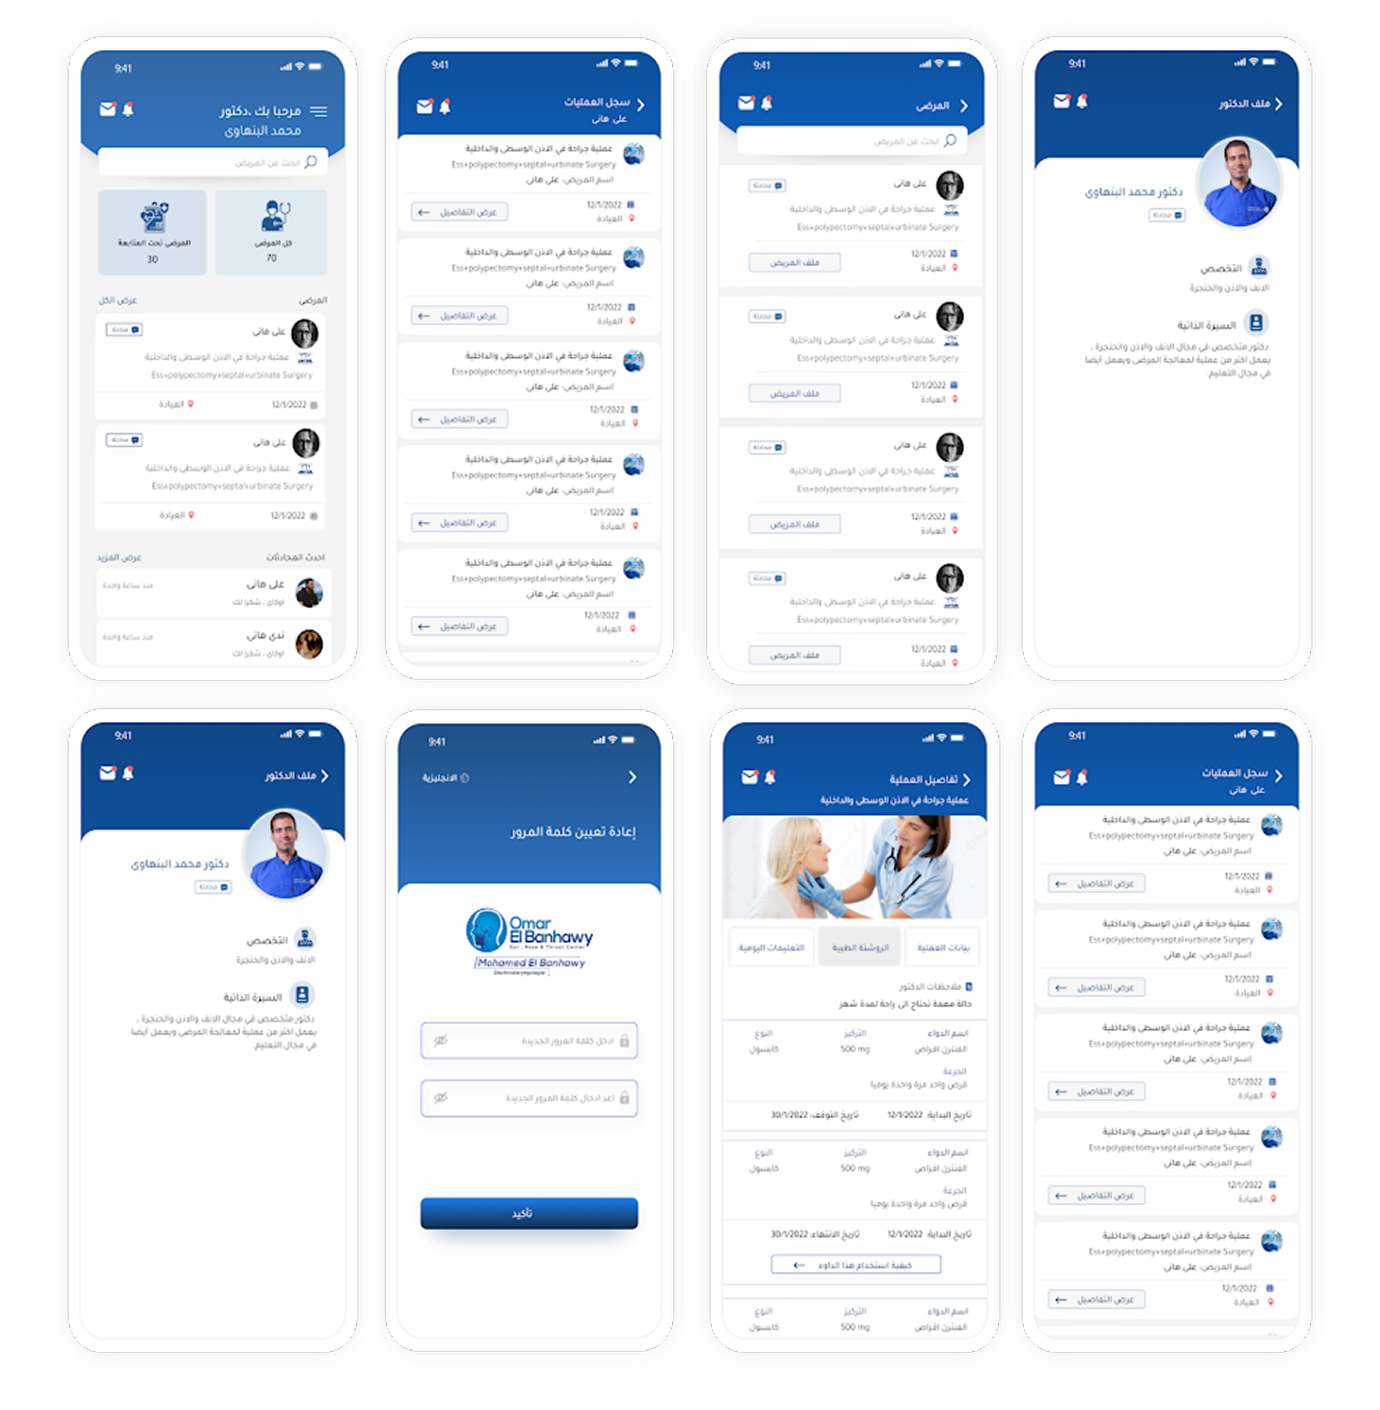 9:41
مرحبا بك ،دكتور
محمد البنهاوى
ابحث عن المريض
كل المرضى
70
المرضى تحت المتابعة
30
المرضى
عرض الكل
على هانى
محادثة
عملية جراحة في الاذن الوسطى والداخلية
Ess+polypectomy+septal+urbinate Surgery
12/1/2022
العيادة
على هانى
محادثة
عملية جراحة في الاذن الوسطى والداخلية
Ess+polypectomy+septal+urbinate Surgery
12/1/2022
العيادة
احدث المحادثات
عرض المزيد
على هانى
منذ ساعة واحدة
اوكاى ، شكرا لك
ندى هانى
منذ ساعة واحدة
اوكاى ، شكرا لك
9:41
سجل العمليات
على هانى
عملية جراحة في الاذن الوسطى والداخلية
Ess+polypectomy+septal+urbinate Surgery
اسم المريض: على هانى
12/1/2022
العيادة
عرض التفاصيل
عملية جراحة في الاذن الوسطى والداخلية
Ess+polypectomy+septal+urbinate Surgery
اسم المريض: على هانى
12/1/2022
العيادة
عرض التفاصيل
عملية جراحة في الاذن الوسطى والداخلية
Ess+polypectomy+septal+urbinate Surgery
اسم المريض: على هانى
12/1/2022
العيادة
عرض التفاصيل
عملية جراحة في الاذن الوسطى والداخلية
Ess+polypectomy+septal+urbinate Surgery
اسم المريض: على هانى
12/1/2022
العيادة
عرض التفاصيل
عملية جراحة في الاذن الوسطى والداخلية
Ess+polypectomy+septal+urbinate Surgery
اسم المريض: على هانى
12/1/2022
العيادة
عرض التفاصيل
9:41
المرضى
ابحث عن المريض
على هانى
محادثة
عملية جراحة في الاذن الوسطى والداخلية
Ess+polypectomy+septal+urbinate Surgery
12/1/2022
العيادة
ملف المريض
على هانى
محادثة
عملية جراحة في الاذن الوسطى والداخلية
Ess+polypectomy+septal+urbinate Surgery
12/1/2022
العيادة
ملف المريض
على هانى
محادثة
عملية جراحة في الاذن الوسطى والداخلية
Ess+polypectomy+septal+urbinate Surgery
12/1/2022
العيادة
ملف المريض
على هانى
محادثة
عملية جراحة في الاذن الوسطى والداخلية
Ess+polypectomy+septal+urbinate Surgery
12/1/2022
العيادة
ملف المريض
9:41
ملف الدكتور
دكتور محمد البنهاوى
محادثة
التخصص
الانف والاذن والحنجرة
السيرة الذاتية
دكتور متخصص في مجال الانف والاذن والحنجرة ،
يعمل اكثر من عملية لمعالجة المرضى ويعمل أيضا
في مجال التعليم.
9:41
ملف الدكتور
دكتور محمد البنهاوى
محادثة
التخصص
الانف والاذن والحنجرة
السيرة الذاتية
دكتور متخصص في مجال الانف والاذن والحنجرة ،
يعمل اكثر من عملية لمعالجة المرضى ويعمل أيضا
في مجال التعليم.
9:41
الانجليزية
إعادة تعيين كلمة المرور
Omar
El Banhawy
Ear , Nose & Throat Center
Mohamed El Banhawy
ادخل كلمة المرور الجديدة
اعد ادخال كلمة المرور الجديدة
تأكيد
9:41
تفاصيل العملية
عملية جراحة في الاذن الوسطى والداخلية
بيانات العملية
الروشتة الطبية
التعليمات اليومية
ملاحظات الدكتور
حالة مهمة تحتاج الى راحة لمدة شهر
اسم الدواء
التركيز
النوع
الفنترن اقراص
500 mg
كابسول
الجرعة
قرص واحد مرة واحدة يوميا
تاريخ البداية: 12/1/2022
تاريخ التوقف: 30/1/2022
اسم الدواء
التركيز
النوع
الفنترن اقراص
500 mg
كابسول
الجرعة
قرص واحد مرة واحدة يوميا
تاريخ البداية: 12/1/2022
تاريخ الانتهاء: 30/1/2022
كيفية استخدام هذا الداوء
اسم الدواء
التركيز
النوع
الفنترن اقراص
500 mg
كابسول
9:41
سجل العمليات
على هانى
عملية جراحة في الاذن الوسطى والداخلية
Ess+polypectomy+septal+urbinate Surgery
اسم المريض: على هانى
12/1/2022
العيادة
عرض التفاصيل
عملية جراحة في الاذن الوسطى والداخلية
Ess+polypectomy+septal+urbinate Surgery
اسم المريض: على هانى
12/1/2022
العيادة
عرض التفاصيل
عملية جراحة في الاذن الوسطى والداخلية
Ess+polypectomy+septal+urbinate Surgery
اسم المريض: على هانى
12/1/2022
العيادة
عرض التفاصيل
عملية جراحة في الاذن الوسطى والداخلية
Ess+polypectomy+septal+urbinate Surgery
اسم المريض: على هانى
12/1/2022
العيادة
عرض التفاصيل
عملية جراحة في الاذن الوسطى والداخلية
Ess+polypectomy+septal+urbinate Surgery
اسم المريض: على هانى
12/1/2022
العيادة
عرض التفاصيل